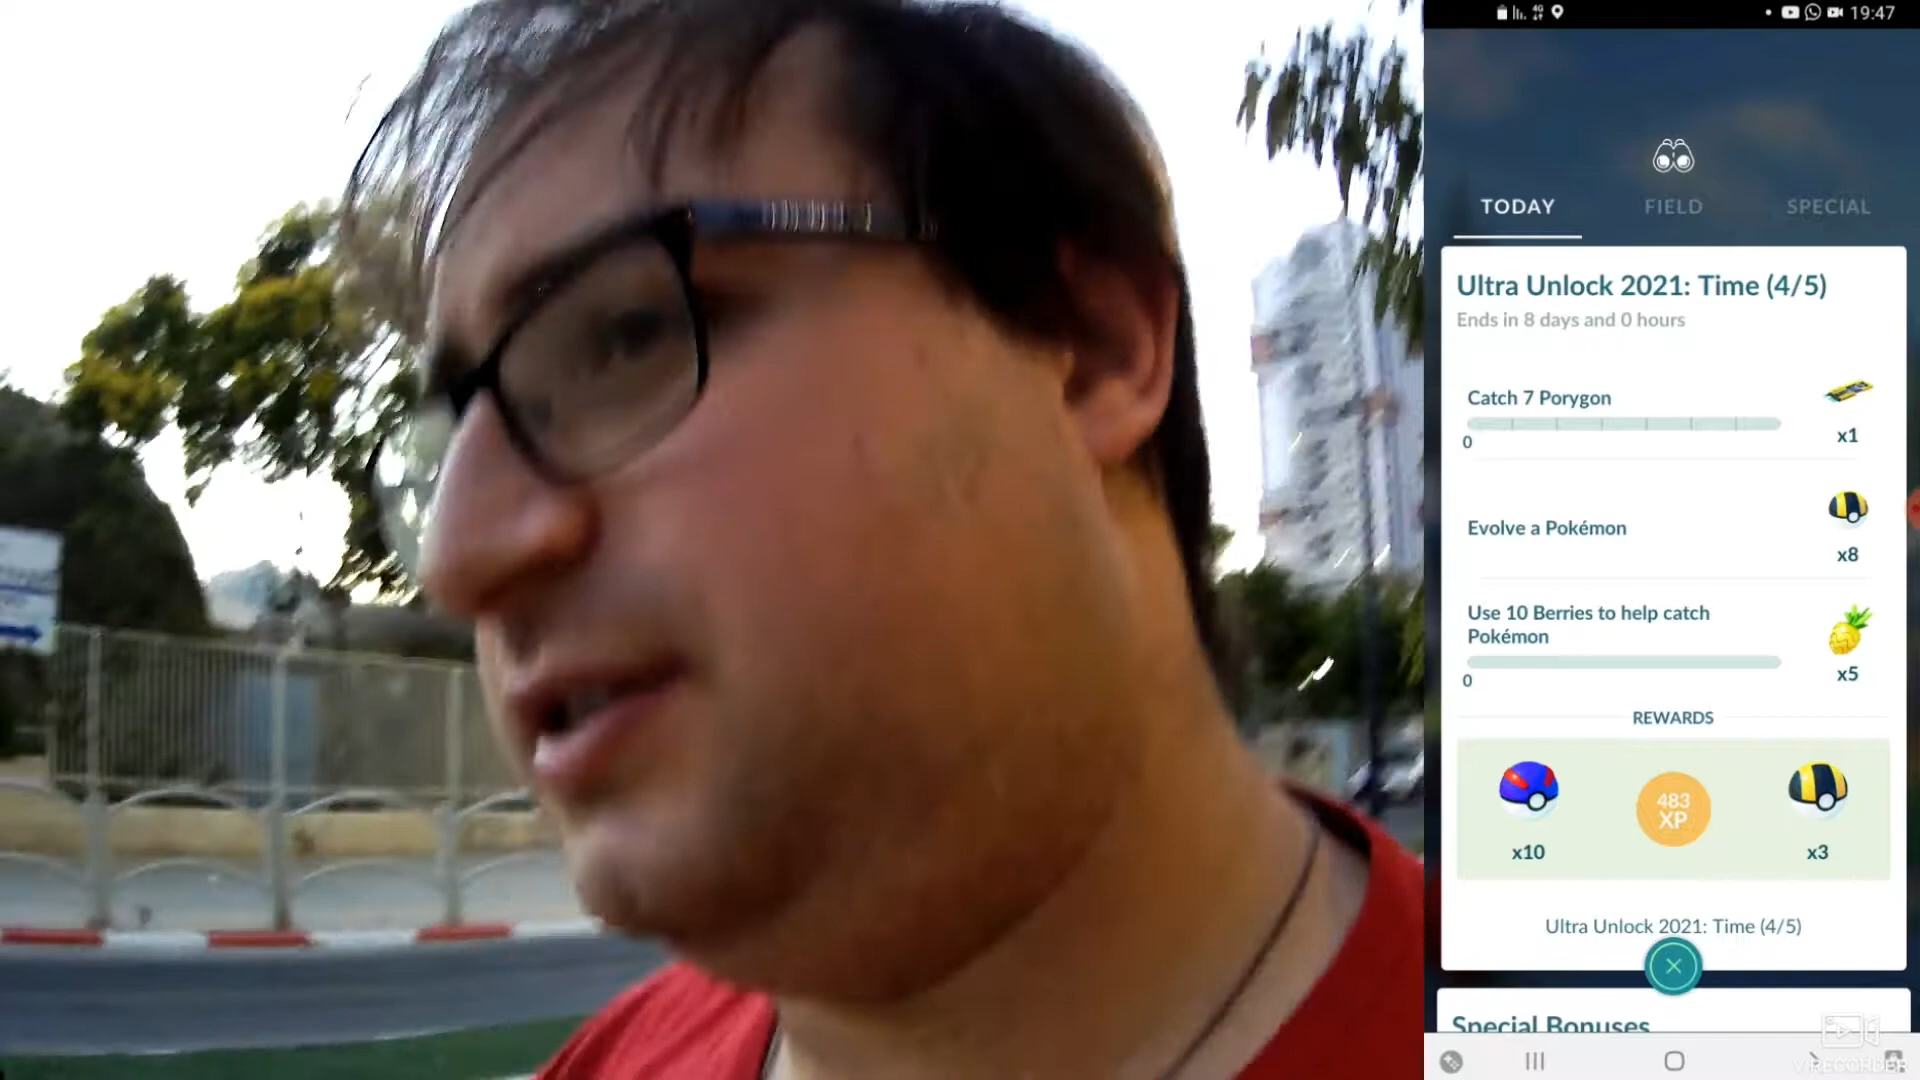 4G
19:47
TODAY
FIELD
SPECIAL
Ultra Unlock 2021: Time (4/5)
Ends in 8 days and 0 hours
Catch 7 Porygon
0
x1
Evolve a Pokémon
x8
Use 10 Berries to help catch
Pokémon
0
x5
REWARDS
x10
483
XP
x3
Ultra Unlock 2021: Time (4/5)
Special Bonuses
V RECORDER